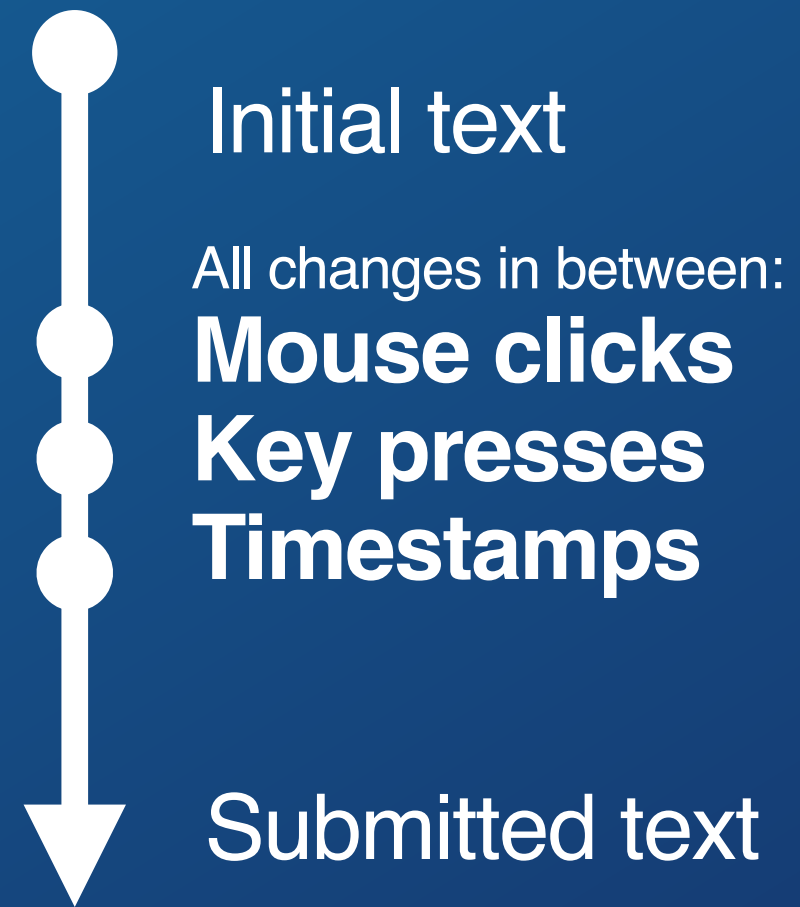 Initial text
All changes in between:
Mouse clicks
Key presses
Timestamps
Submitted text